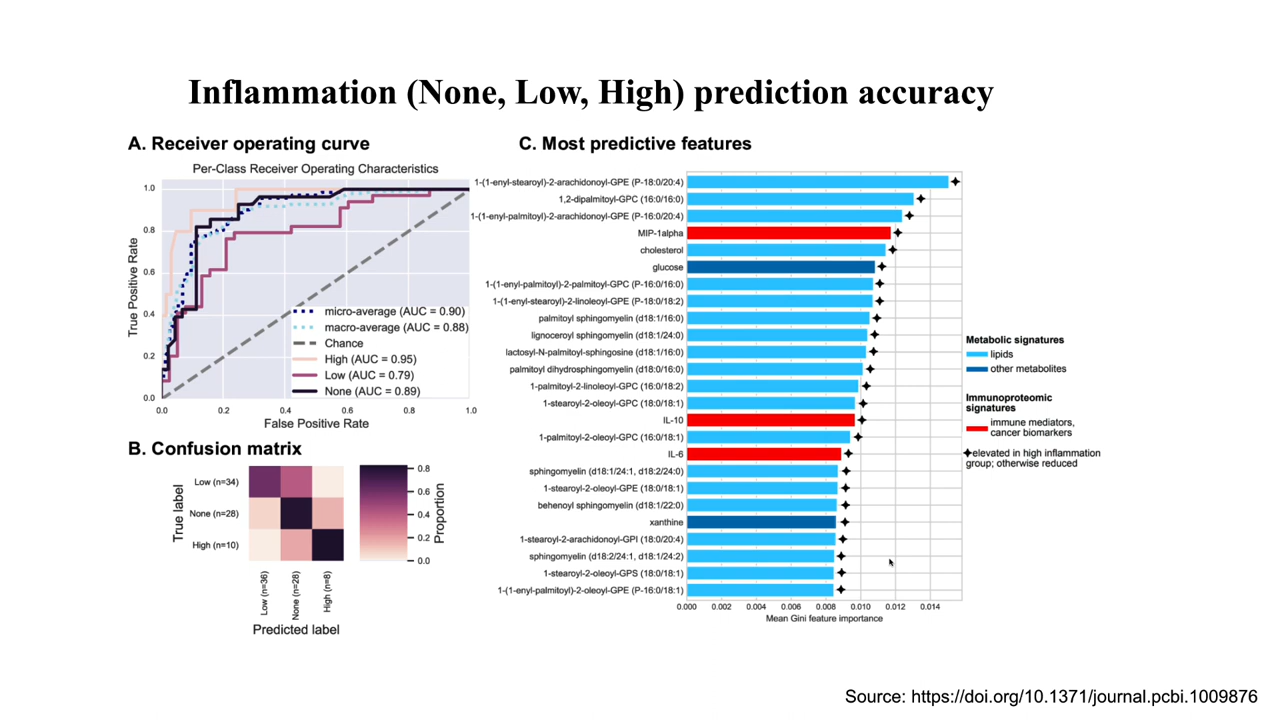 Inflammation (None, Low, High) prediction accuracy
A. Receiver operating curve
Per-Class Receiver Operating Characteristics
True Positive Rate
1.0
0.8
0.6
0.4
0.2
0.0
0.0
0.2
0.4
0.6
0.8
1.0
False Positive Rate
micro-average (AUC = 0.90)
macro-average (AUC = 0.88)
Chance
High (AUC = 0.95)
Low (AUC = 0.79)
None (AUC = 0.89)
B. Confusion matrix
True label
Low (n=34)
None (n=28)
High (n=10)
Low (n=36)
None (n=28)
High (n=8)
Predicted label
0.8
0.6
0.4
0.2
0.0
Proportion
C. Most predictive features
1-(1-enyl-stearoyl)-2-arachidonoyl-GPE (P-18:0/20:4)
1,2-dipalmitoyl-GPC (16:0/16:0)
1-(1-enyl-palmitoyl)-2-arachidonoyl-GPE (P-16:0/20:4)
MIP-1alpha
cholesterol
glucose
1-(1-enyl-palmitoyl)-2-palmitoyl-GPC (P-16:0/16:0)
1-(1-enyl-stearoyl)-2-linoleoyl-GPE (P-18:0/18:2)
palmitoyl sphingomyelin (d18:1/16:0)
lignoceroyl sphingomyelin (d18:1/24:0)
lactosyl-N-palmitoyl-sphingosine (d18:1/16:0)
palmitoyl dihydrosphingomyelin (d18:0/16:0)
1-palmitoyl-2-linoleoyl-GPC (16:0/18:2)
1-stearoyl-2-oleoyl-GPC (18:0/18:1)
IL-10
1-palmitoyl-2-oleoyl-GPC (16:0/18:1)
IL-6
sphingomyelin (d18:1/24:1, d18:2/24:0)
1-stearoyl-2-oleoyl-GPE (18:0/18:1)
behenoyl sphingomyelin (d18:1/22:0)
xanthine
1-stearoyl-2-arachidonoyl-GPI (18:0/20:4)
sphingomyelin (d18:2/24:1, d18:1/24:2)
1-stearoyl-2-oleoyl-GPS (18:0/18:1)
1-(1-enyl-palmitoyl)-2-oleoyl-GPE (P-16:0/18:1)
0.000
0.002
0.004
0.006
0.008
0.010
0.012
0.014
Mean Gini feature importance
Metabolic signatures
lipids
other metabolites
Immunoproteomic
signatures
immune mediators,
cancer biomarkers
elevated in high inflammation
group; otherwise reduced
Source: https://doi.org/10.1371/journal.pcbi.1009876